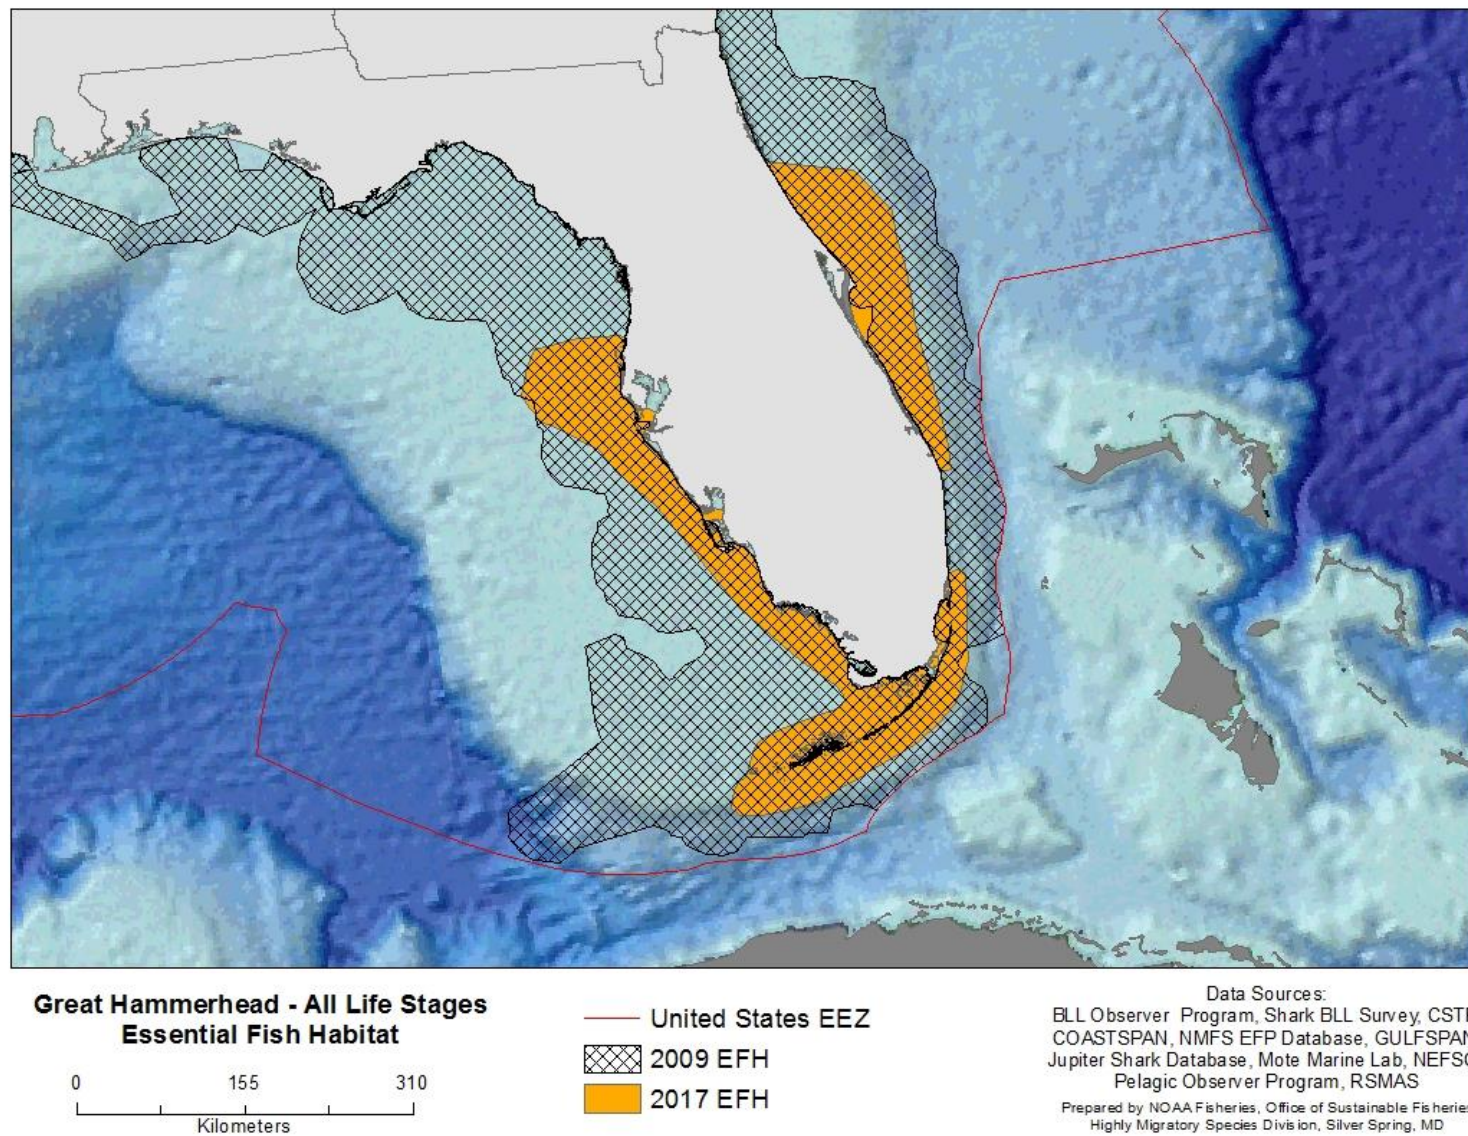 Great Hammerhead - All Life Stages
Essential Fish Habitat
0 155 310
Kilometers
United States EEZ
2009 EFH
2017 EFH
Data Sources:
BLL Observer Program, Shark BLL Survey,
COASTSPAN, NMFS EFP Database, GULFSPAN
Jupiter Shark Database, Mote Marine Lab,
Pelagic Observer Program, RSMAS
Prepared by NOAA Fisheries, Office of Sustainable
Highly Migratory Species Division, Silver Spring, MD